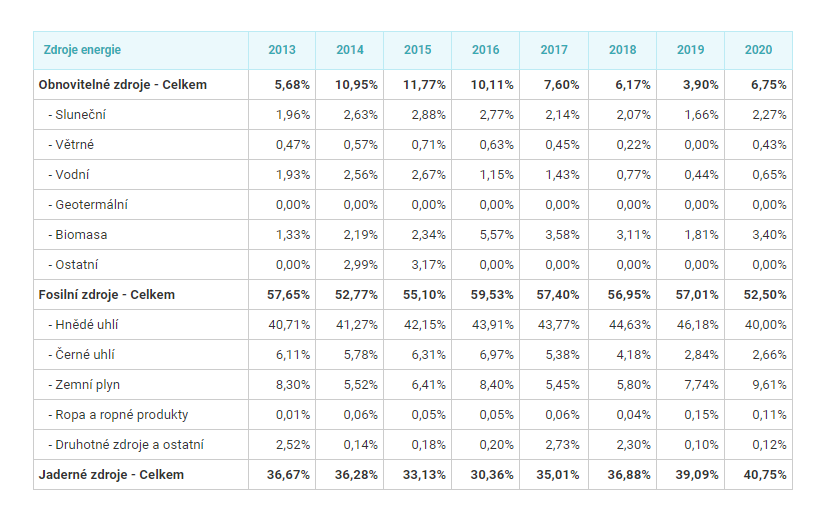 Zdroje energie 2013 2014 2015 2016 2017 2018 2019 2020
Obnovitelné zdroje - Celkem 5,68% 10,95% 11,77% 10,11% 7,60% 6,17% 3,90% 6,75%
- Sluneční 1,96% 2,63% 2,88% 2,77% 2,14% 2,07% 1,66% 2,27%
- Větrné 0,47% 0,57% 0,71% 0,63% 0,45% 0,22% 0,00% 0,43%
- Vodní 1,93% 2,56% 2,67% 1,15% 1,43% 0,77% 0,44% 0,65%
- Geotermální 0,00% 0,00% 0,00% 0,00% 0,00% 0,00% 0,00% 0,00%
- Biomasa 1,33% 2,19% 2,34% 5,57% 3,58% 3,11% 1,81% 3,40%
- Ostatní 0,00% 2,99% 3,17% 0,00% 0,00% 0,00% 0,00% 0,00%
Fosilní zdroje - Celkem 57,65% 52,77% 55,10% 59,53% 57,40% 56,95% 57,01% 52,50%
- Hnědé uhlí 40,71% 41,27% 42,15% 43,91% 43,77% 44,63% 46,18% 40,00%
- Černé uhlí 6,11% 5,78% 6,31% 6,97% 5,38% 4,18% 2,84% 2,66%
- Zemní plyn 8,30% 5,52% 6,41% 8,40% 5,45% 5,80% 7,74% 9,61%
- Ropa a ropné produkty 0,01% 0,06% 0,05% 0,05% 0,06% 0,04% 0,15% 0,11%
- Druhotné zdroje a ostatní 2,52% 0,14% 0,18% 0,20% 2,73% 2,30% 0,10% 0,12%
Jaderné zdroje - Celkem 36,67% 36,28% 33,13% 30,36% 35,01% 36,88% 39,09% 40,75%